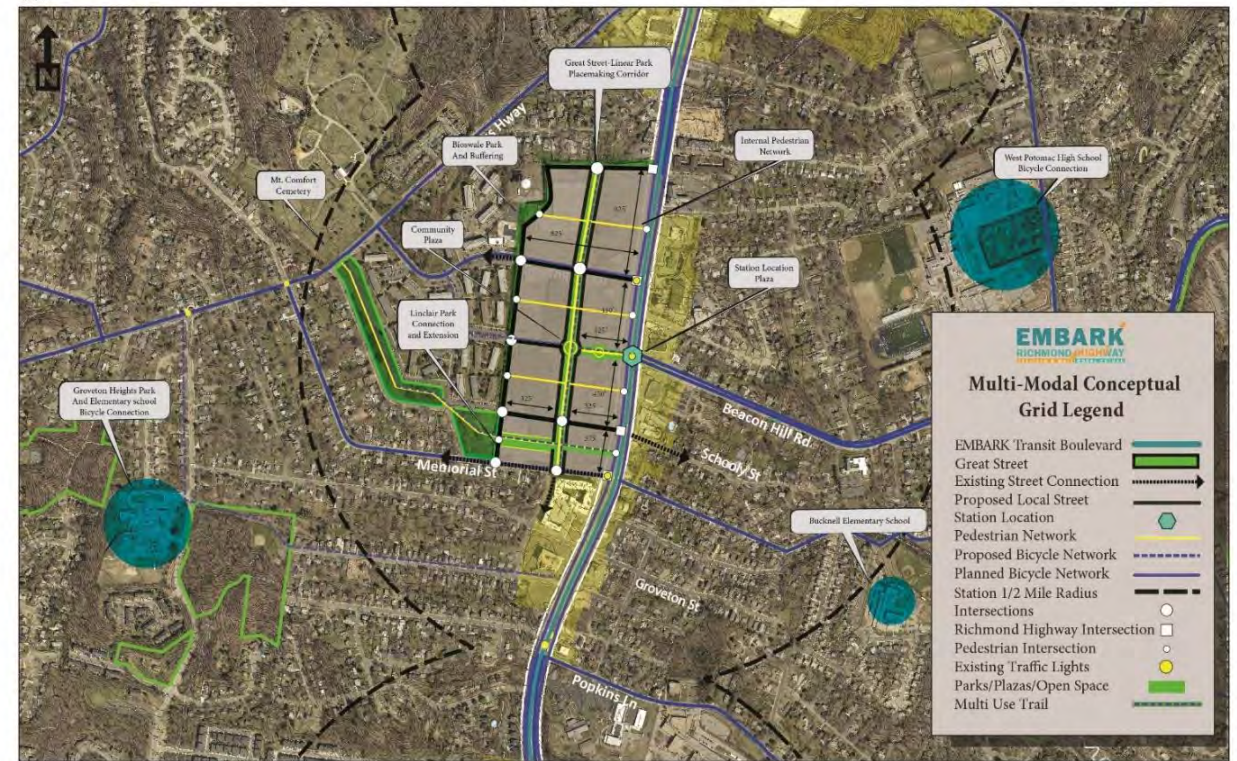 N
Great Street-Linear Park
Placemaking Corridor
Hway
Bioswale Park
And Buffering
Internal Pedestrian
Network
West Potomac High School
Bicycle Connection
Mt. Comfort
Cemetery
Community
Plaza
Station Location
Plaza
Linclair Park
Connection
and Extension
Groveton Heights Park
And Elementary school
Bicycle Connection
Beacon Hill Rd.
Schooly St
Memorial St
Bucknell Elementary School
Groveton St
Popkins Ln
EMBARK
RICHMOND HIGHWAY
Multi-Modal Conceptual
Grid Legend
EMBARK Transit Boulevard
Great Street
Existing Street Connection
Proposed Local Street
Station Location
Pedestrian Network
Proposed Bicycle Network
Planned Bicycle Network
Station 1/2 Mile Radius
Intersections
Richmond Highway Intersection
Pedestrian Intersection
Existing Traffic Lights
Parks/Plazas/Open Space
Multi Use Trail